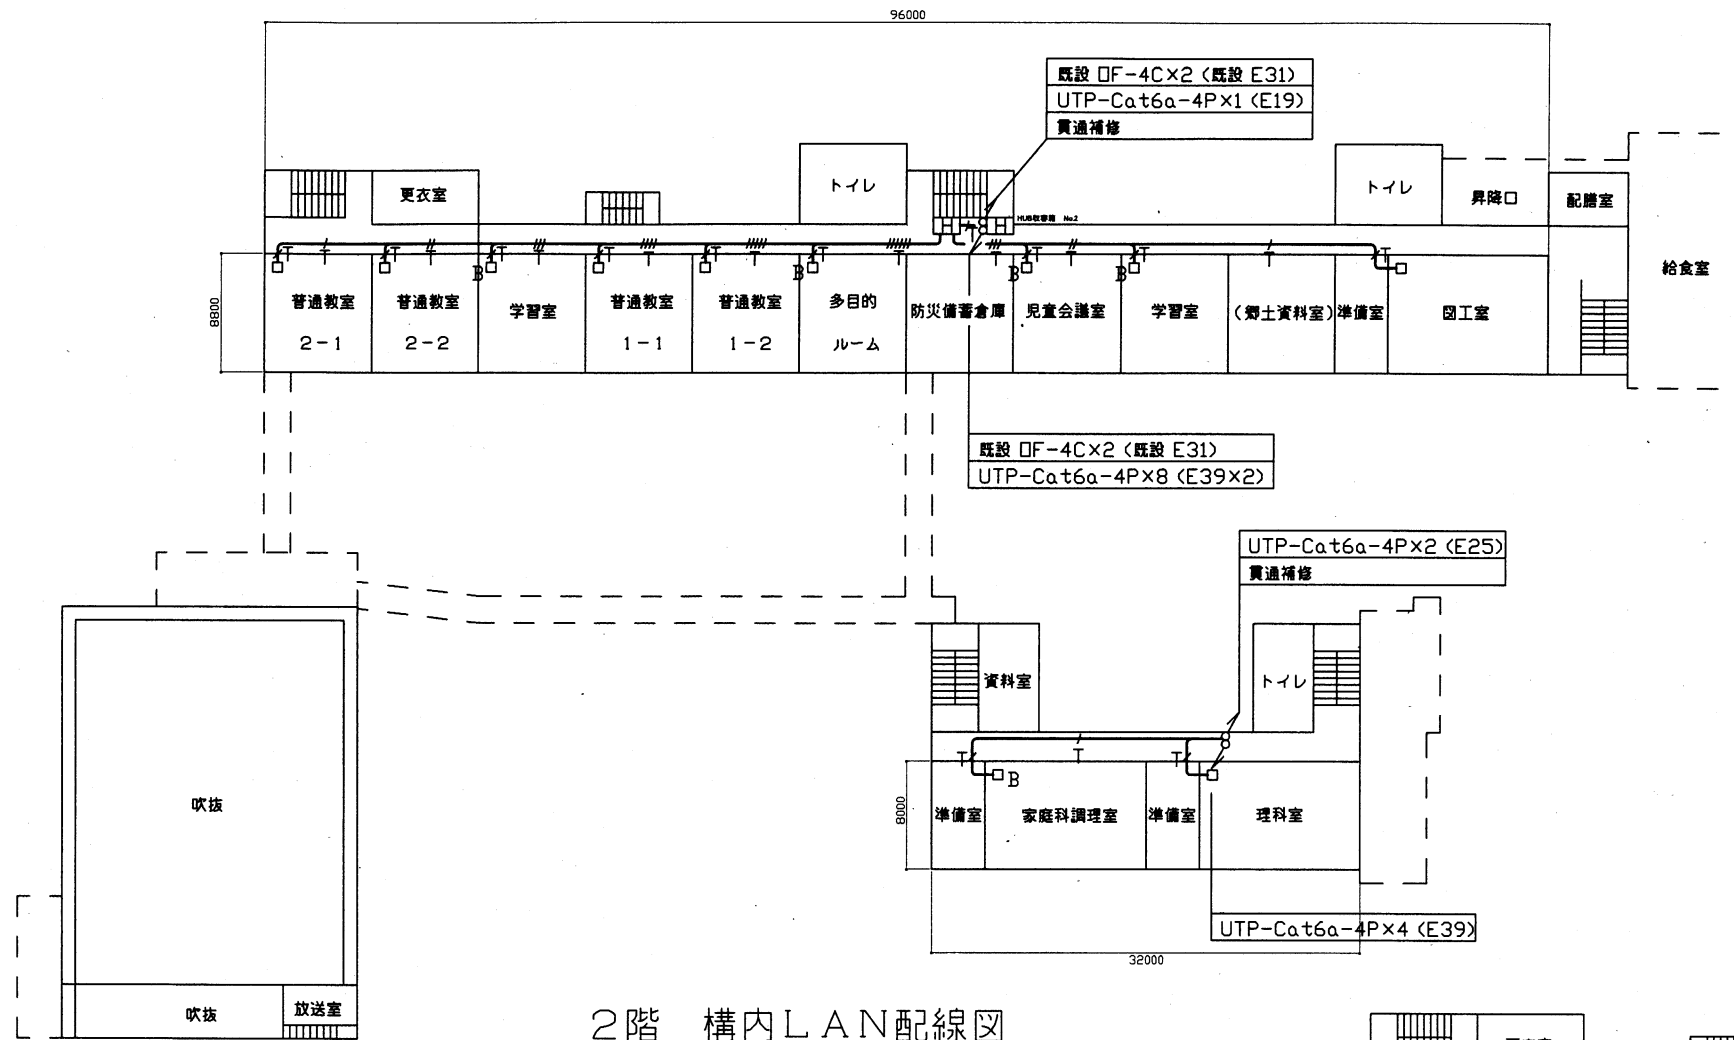 96000
既設 OF-4C×2 (既設 E31)
UTP-Cat6a-4P×1 (E19)
貫通補修
更衣室
トイレ
トイレ
昇降口
配膳室
HUB収容箱 No.2
給食室
T T T T T T T T T T T T
T T T T T T T T
B B B B
8800
普通教室
2-1
普通教室
2-2
学習室
普通教室
1-1
普通教室
1-2
多目的
ルーム
防災備蓄倉庫
児童会議室
学習室
(郷土資料室)
準備室
図工室
既設 OF-4C×2 (既設 E31)
UTP-Cat6a-4P×8 (E39×2)
UTP-Cat6a-4P×2 (E25)
貫通補修
資料室
トイレ
T T T
B
8000
準備室
家庭科調理室
準備室
理科室
吹抜
UTP-Cat6a-4P×4 (E39)
32000
吹抜
放送室
2階 構内LAN配線図